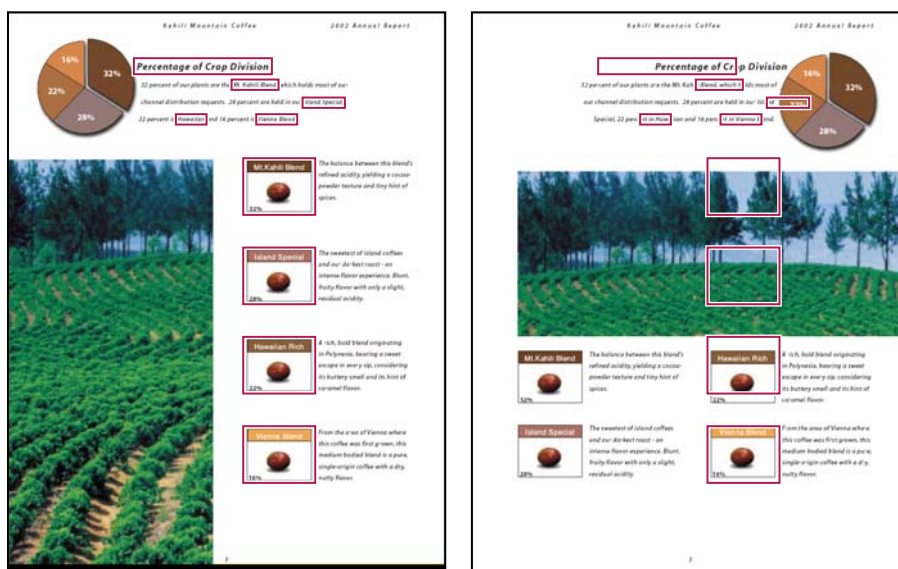 Kahili Mountain Coffee 2002 Annual Report
16%
32%
22%
28%
Percentage of Crop Division
32 percent of our plants are the Mt. Kahili Blend, which holds most of our
channel distribution requests. 28 percent are held in our Island Special,
22 percent is Hawaiian and 16 percent is Vienna Blend.
Mt.Kahili Blend
32%
The balance between this blend's
refined acidity, yielding a cocoa-
powder texture and tiny hint of
spices.
Island Special
28%
The sweetest of island coffees
and our darkest roast - an
intense flavor experience. Blunt,
fruity flavor with only a slight,
residual acidity.
Hawaiian Rich
22%
A rich, bold blend originating
in Polynesia, bearing a sweet
escape in every sip, considering
its buttery smell and its hint of
caramel flavor.
Vienna Blend
16%
From the area of Vienna where
this coffee was first grown, this
medium bodied blend is a pure,
single-origin coffee with a dry,
nutty flavor.
3
Kahili Mountain Coffee 2002 Annual Report
Percentage of Crop Division
32 percent of our plants are the Mt. Kahili Blend, which holds most of
our channel distribution requests. 28 percent are held in our Island
Special, 22 percent in Hawaiian and 16 percent in Vienna Blend.
16%
32%
22%
28%
Mt.Kahili Blend
32%
The balance between this blend's
refined acidity, yielding a cocoa-
powder texture and tiny hint of
spices.
Hawaiian Rich
22%
A rich, bold blend originating
in Polynesia, bearing a sweet
escape in every sip, considering
its buttery smell and its hint of
caramel flavor.
Island Special
28%
The sweetest of island coffees
and our darkest roast - an
intense flavor experience. Blunt,
fruity flavor with only a slight,
residual acidity.
Vienna Blend
16%
From the area of Vienna where
this coffee was first grown, this
medium bodied blend is a pure,
single-origin coffee with a dry,
nutty flavor.
3